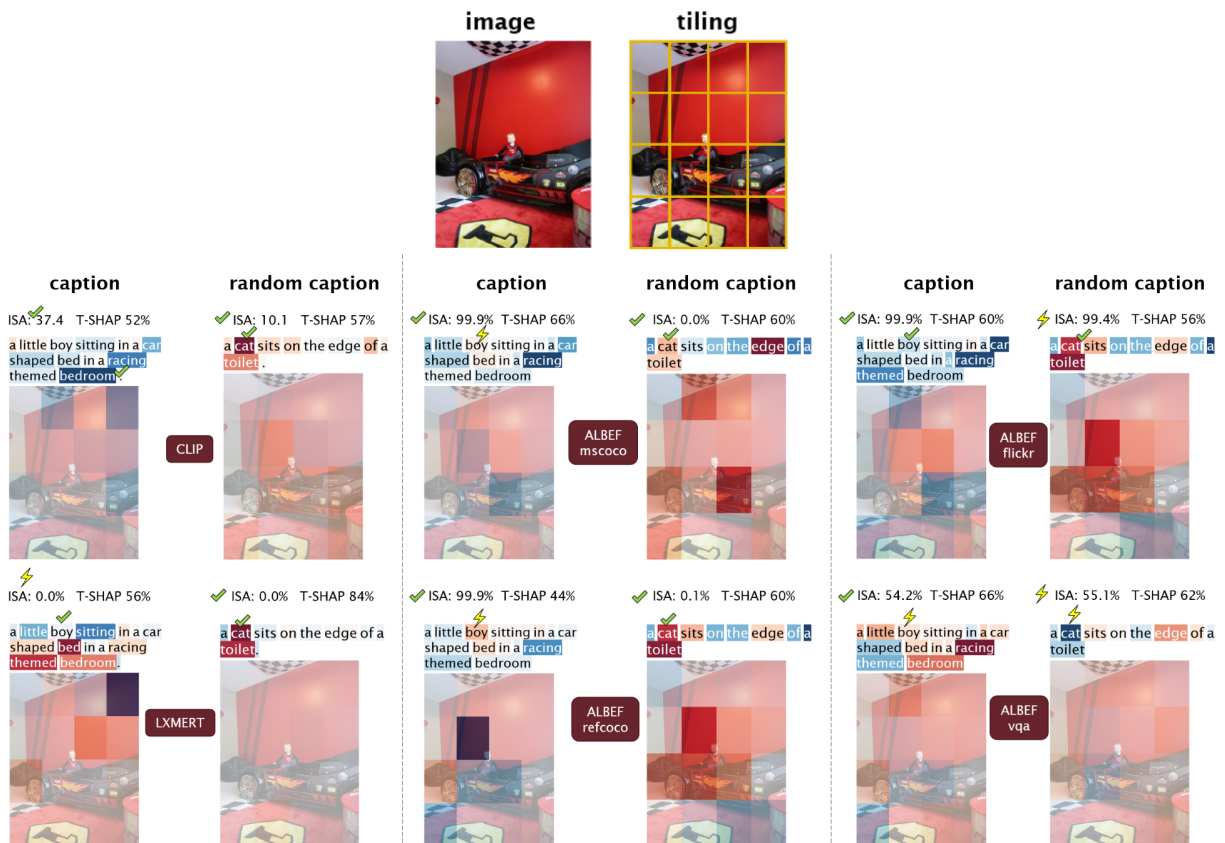 image
tiling
caption
random caption
caption
random caption
caption
random caption
ISA: 37.4 T-SHAP 52%
a little boy sitting in a car
shaped bed in a racing
themed bedroom .
CLIP
ISA: 10.1 T-SHAP 57%
a cat sits on the edge of a
toilet .
ISA: 99.9% T-SHAP 66%
a little boy sitting in a car
shaped bed in a racing
themed bedroom
ALBEF
mscoco
ISA: 0.0% T-SHAP 60%
a cat sits on the edge of a
toilet
ISA: 99.9% T-SHAP 60%
a little boy sitting in a car
shaped bed in a racing
themed bedroom
ALBEF
flickr
ISA: 99.4% T-SHAP 56%
a cat sits on the edge of a
toilet
ISA: 0.0% T-SHAP 56%
a little boy sitting in a car
shaped bed in a racing
themed bedroom.
LXMERT
ISA: 0.0% T-SHAP 84%
a cat sits on the edge of a
toilet.
ISA: 99.9% T-SHAP 44%
a little boy sitting in a car
shaped bed in a racing
themed bedroom
ALBEF
refcoco
ISA: 0.1% T-SHAP 60%
a cat sits on the edge of a
toilet
ISA: 54.2% T-SHAP 66%
a little boy sitting in a car
shaped bed in a racing
themed bedroom
ALBEF
vqa
ISA: 55.1% T-SHAP 62%
a cat sits on the edge of a
toilet